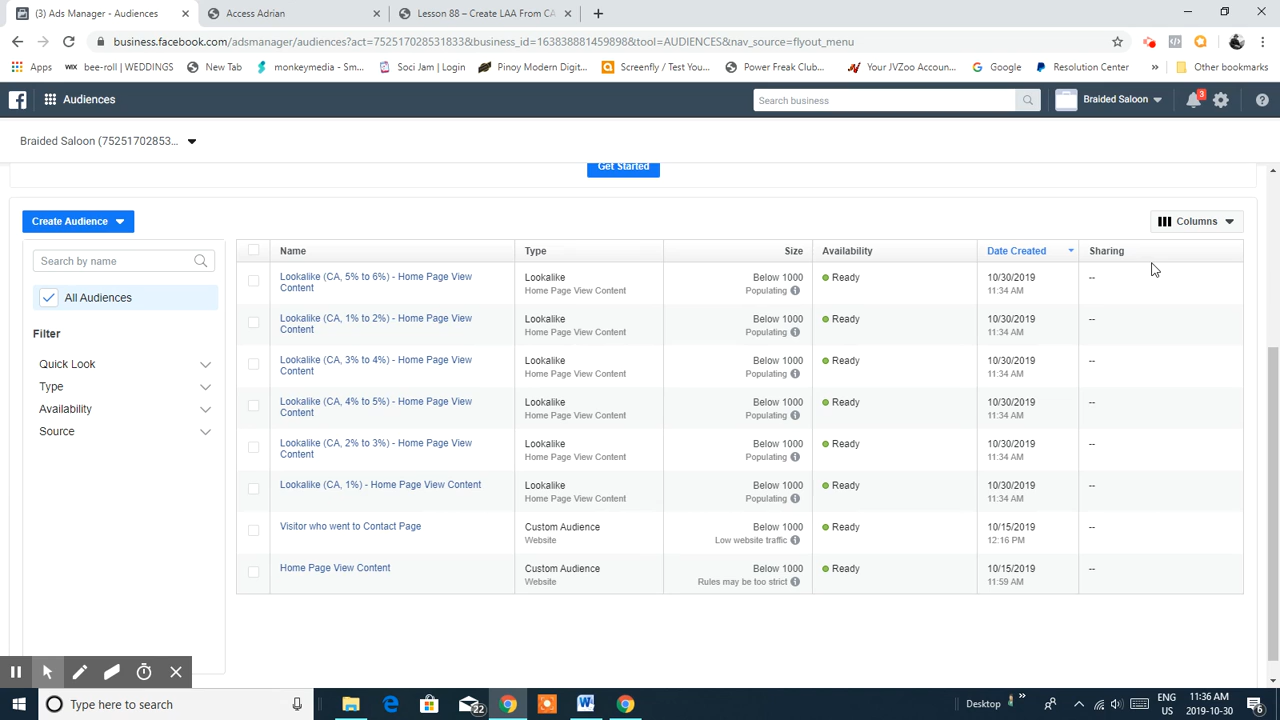 (3) Ads Manager - Audiences
Access Adrian
Lesson 88 – Create LAA From CA
business.facebook.com/adsmanager/audiences?act=75251702853183​3&business_id=163838881459898&tool=AUDIENCES&nav_source=flyout_menu
Apps
WIX bee-roll | WEDDINGS
New Tab
monkeymedia - Sm...
Soci Jam | Login
Pinoy Modern Digit...
Screenfly / Test You...
Power Freak Club...
Your JVZoo Accoun...
Google
Resolution Center
»
Other bookmarks
Audiences
Search business
Braided Saloon
3
Braided Saloon (75251702853...
Get Started
Create Audience
Columns
Search by name
All Audiences
Filter
Quick Look
Type
Availability
Source
Name Type Size Availability Date Created Sharing
Lookalike (CA, 5% to 6%) - Home Page View Lookalike Below 1000 Ready 10/30/2019 --
Content Home Page View Content Populating 11:34 AM
Lookalike (CA, 1% to 2%) - Home Page View Lookalike Below 1000 Ready 10/30/2019 --
Content Home Page View Content Populating 11:34 AM
Lookalike (CA, 3% to 4%) - Home Page View Lookalike Below 1000 Ready 10/30/2019 --
Content Home Page View Content Populating 11:34 AM
Lookalike (CA, 4% to 5%) - Home Page View Lookalike Below 1000 Ready 10/30/2019 --
Content Home Page View Content Populating 11:34 AM
Lookalike (CA, 2% to 3%) - Home Page View Lookalike Below 1000 Ready 10/30/2019 --
Content Home Page View Content Populating 11:34 AM
Lookalike (CA, 1%) - Home Page View Content Lookalike Below 1000 Ready 10/30/2019 --
Home Page View Content Populating 11:34 AM
Visitor who went to Contact Page Custom Audience Below 1000 Ready 10/15/2019 --
Website Low website traffic 12:16 PM
Home Page View Content Custom Audience Below 1000 Ready 10/15/2019 --
Website Rules may be too strict 11:59 AM
Type here to search
22
Desktop
»
ENG
US
11:36 AM
2019-10-30
6